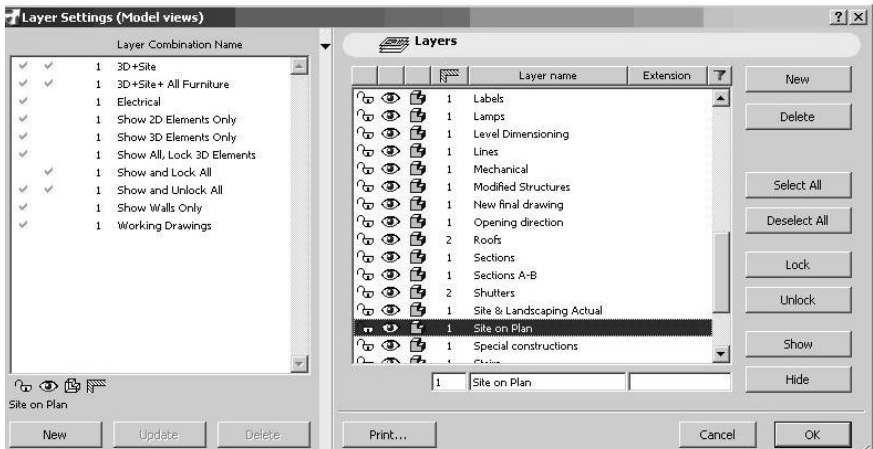 Layer Settings (Model views)
Layer Combination Name
1 3D+Site
1 3D+Site+ All Furniture
1 Electrical
1 Show 2D Elements Only
1 Show 3D Elements Only
1 Show All, Lock 3D Elements
1 Show and Lock All
1 Show and Unlock All
1 Show Walls Only
1 Working Drawings
Site on Plan
New Update Delete
Layers
Layer name Extension
1 Labels
1 Lamps
1 Level Dimensioning
1 Lines
1 Mechanical
1 Modified Structures
1 New final drawing
1 Opening direction
2 Roofs
1 Sections
1 Sections A-B
2 Shutters
1 Site & Landscaping Actual
1 Site on Plan
1 Special constructions
1 Stairs
1 Site on Plan
New
Delete
Select All
Deselect All
Lock
Unlock
Show
Hide
Print... Cancel OK